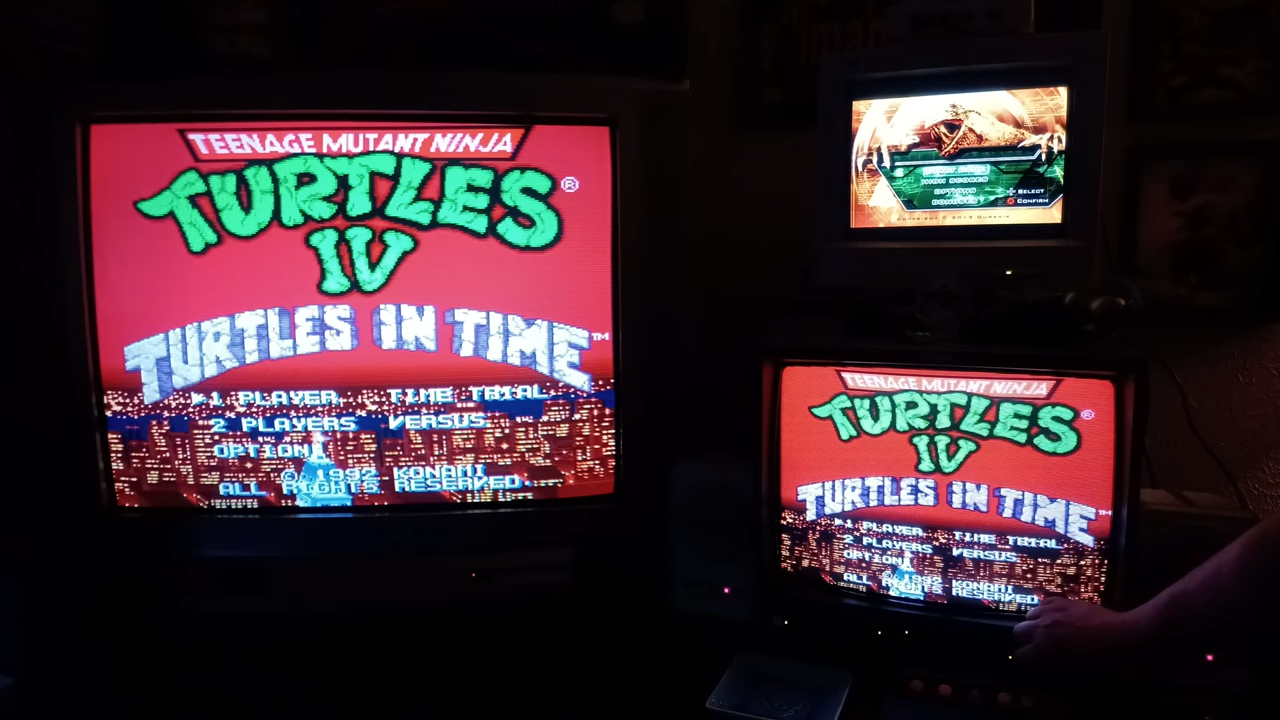 TEENAGE MUTANT NINJA
TURTLES®
IV
TURTLES IN TIME™
1 PLAYER TIME TRIAL
2 PLAYERS VERSUS
OPTION
© 1992 KONAMI
ALL RIGHTS RESERVED.
HIGH SCORES
OPTIONS
SELECT
CONFIRM
TEENAGE MUTANT NINJA
TURTLES®
IV
TURTLES IN TIME™
1 PLAYER TIME TRIAL
2 PLAYERS VERSUS
OPTION
© 1992 KONAMI
ALL RIGHTS RESERVED.